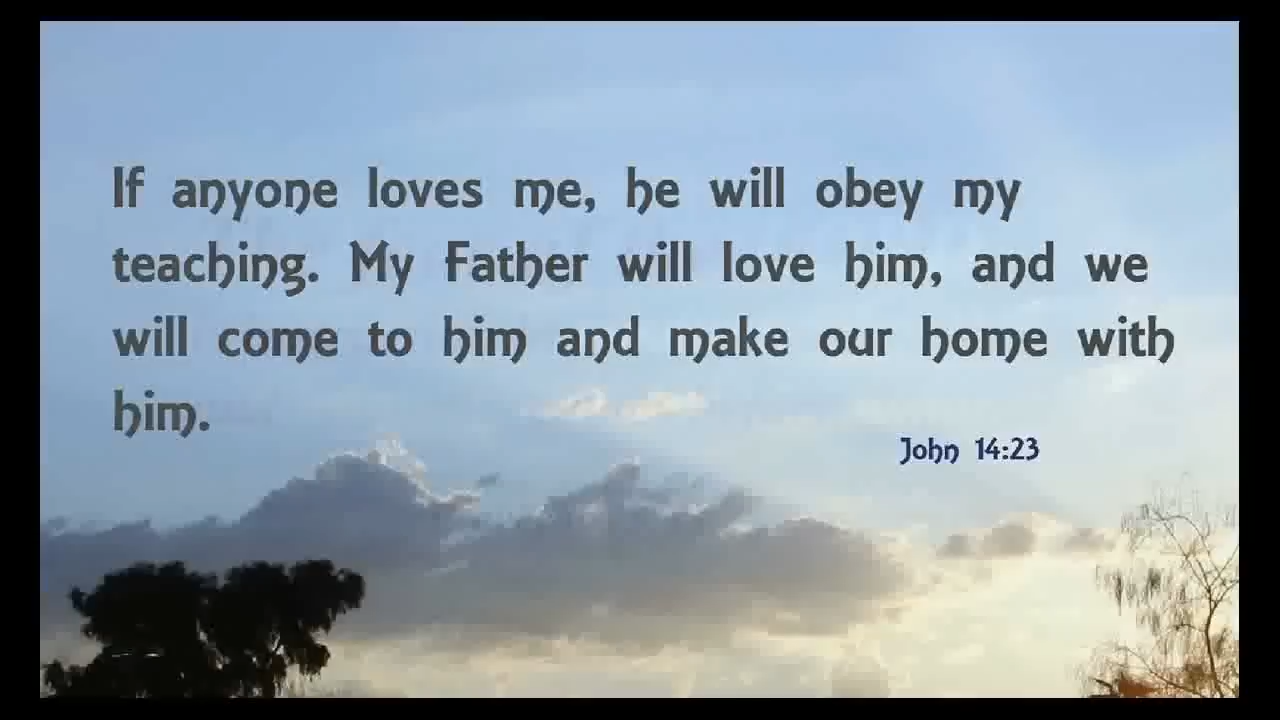 If anyone loves me, he will obey my
teaching. My Father will love him, and we
will come to him and make our home with
him.
John 14:23